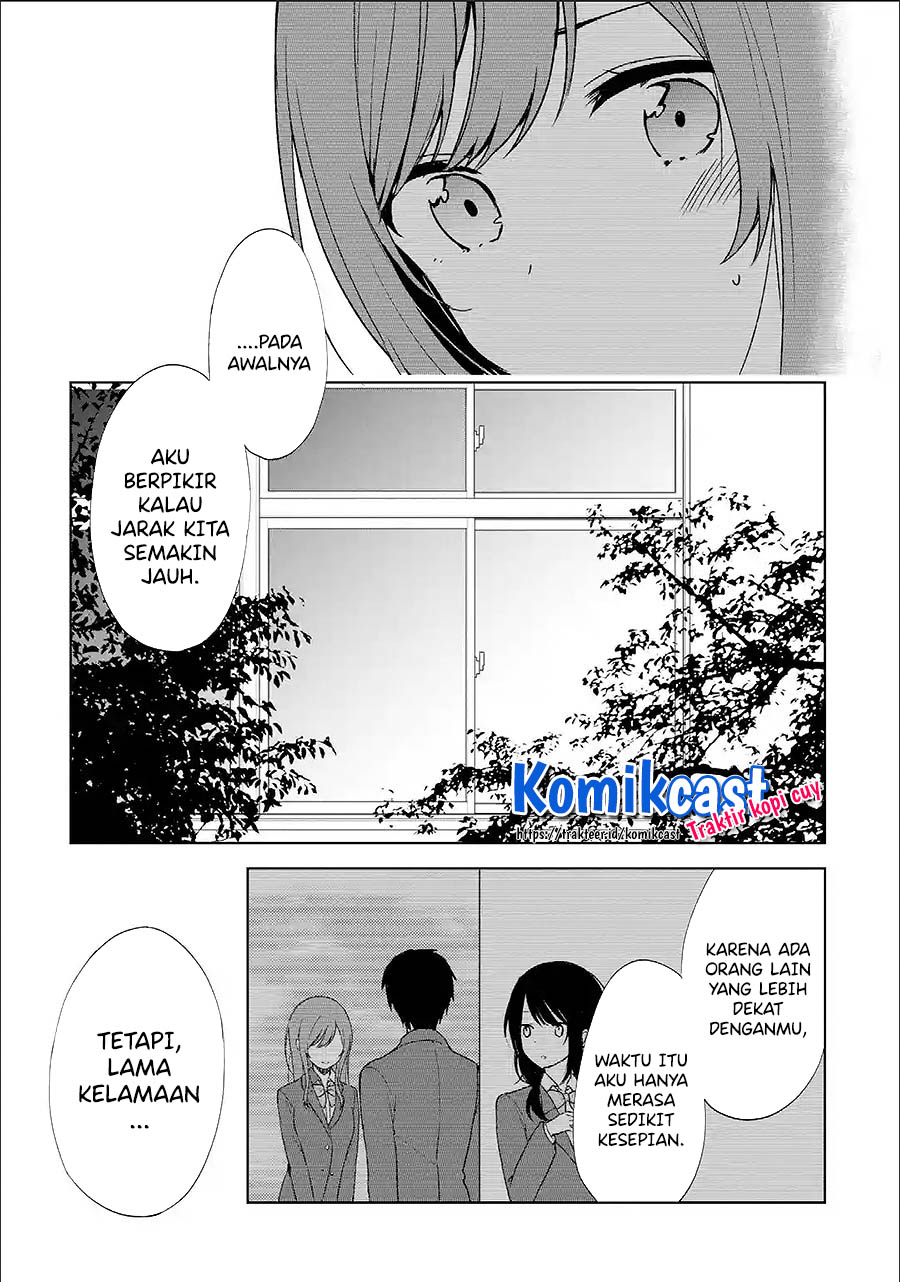 ....PADA
AWALNYA
AKU
BERPIKIR
KALAU
JARAK KITA
SEMAKIN
JAUH.
Komikcast
Traktir kopi cuy
https://trakteer.id/komikcast
KARENA ADA
ORANG LAIN
YANG LEBIH
DEKAT
DENGANMU,
WAKTU ITU
AKU HANYA
MERASA
SEDIKIT
KESEPIAN.
TETAPI,
LAMA
KELAMAAN
...